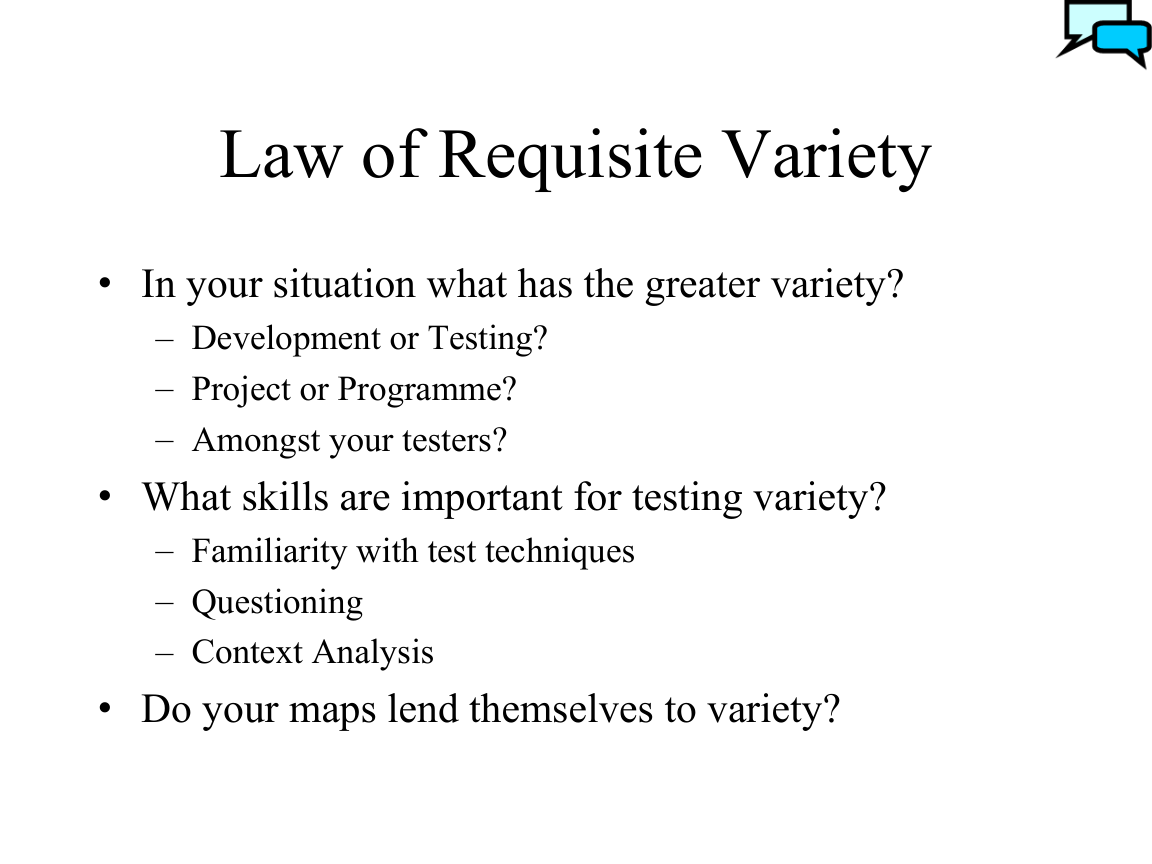 Law of Requisite Variety
• In your situation what has the greater variety?
– Development or Testing?
– Project or Programme?
– Amongst your testers?
• What skills are important for testing variety?
– Familiarity with test techniques
– Questioning
– Context Analysis
• Do your maps lend themselves to variety?